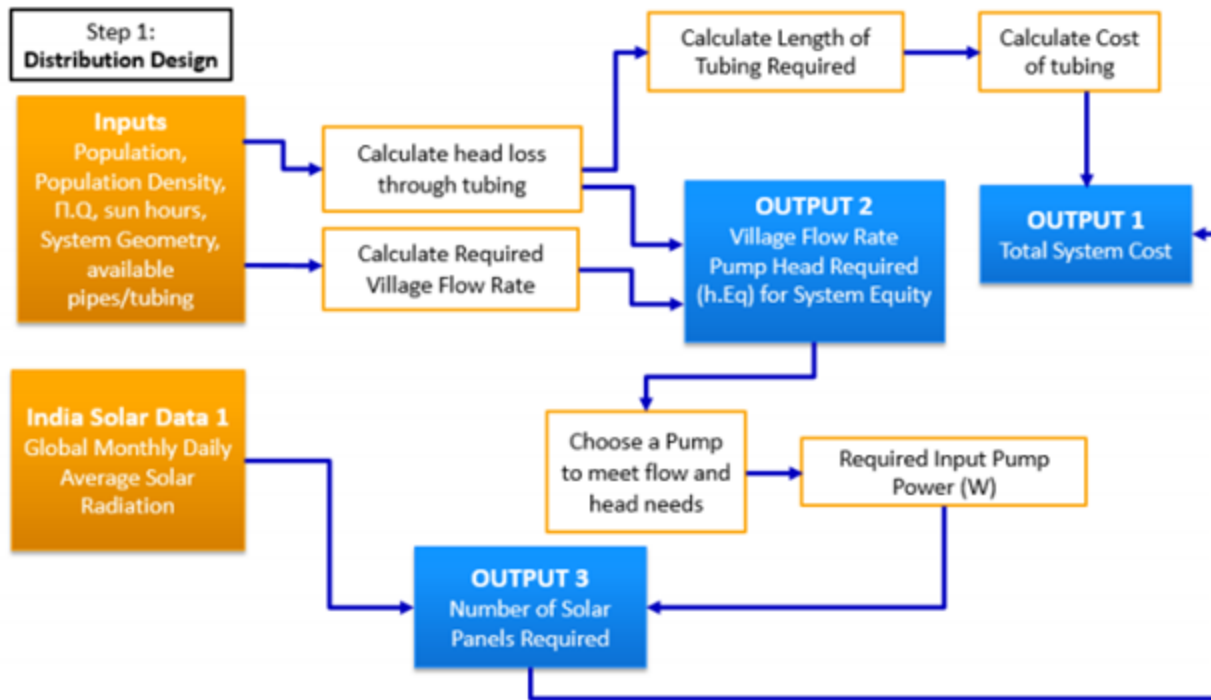 Step 1:
Distribution Design
Inputs
Population,
Population Density,
Π.Q, sun hours,
System Geometry,
available
pipes/tubing
Calculate head loss
through tubing
Calculate Required
Village Flow Rate
Calculate Length of
Tubing Required
Calculate Cost
of tubing
OUTPUT 2
Village Flow Rate
Pump Head Required
(h.Eq) for System Equity
OUTPUT 1
Total System Cost
India Solar Data 1
Global Monthly Daily
Average Solar
Radiation
Choose a Pump
to meet flow and
head needs
Required Input Pump
Power (W)
OUTPUT 3
Number of Solar
Panels Required